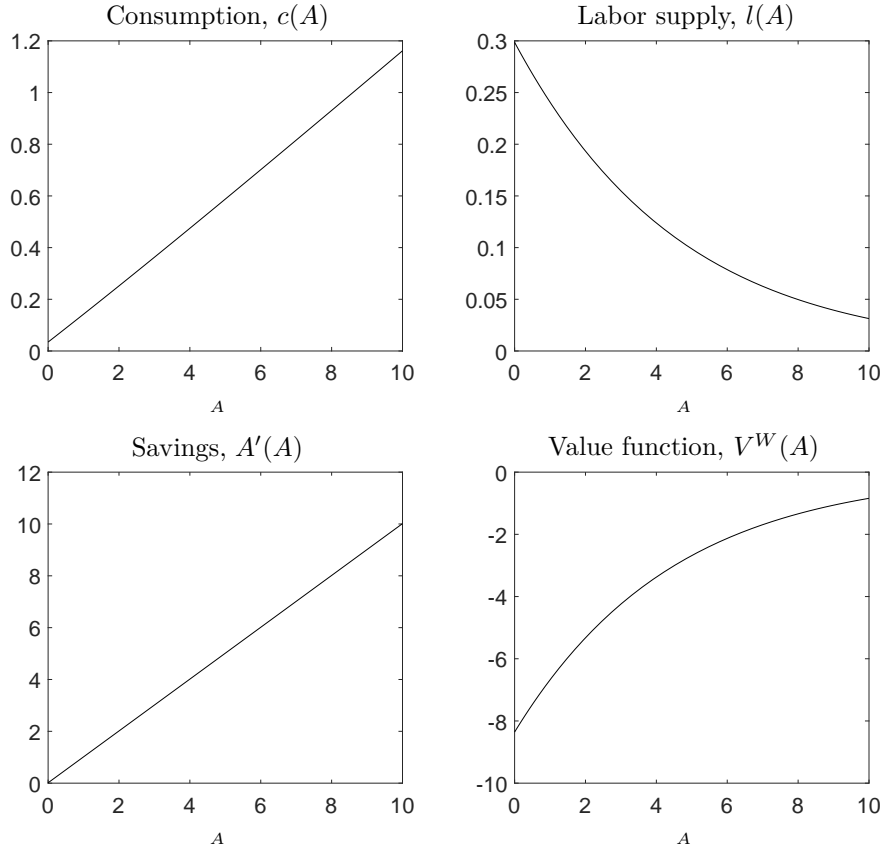 Consumption, c(A)
1.2
1
0.8
0.6
0.4
0.2
0
0 2 4 6 8 10
A
Labor supply, l(A)
0.3
0.25
0.2
0.15
0.1
0.05
0
0 2 4 6 8 10
A
Savings, A′(A)
12
10
8
6
4
2
0
0 2 4 6 8 10
A
Value function, V^W(A)
0
-2
-4
-6
-8
-10
0 2 4 6 8 10
A